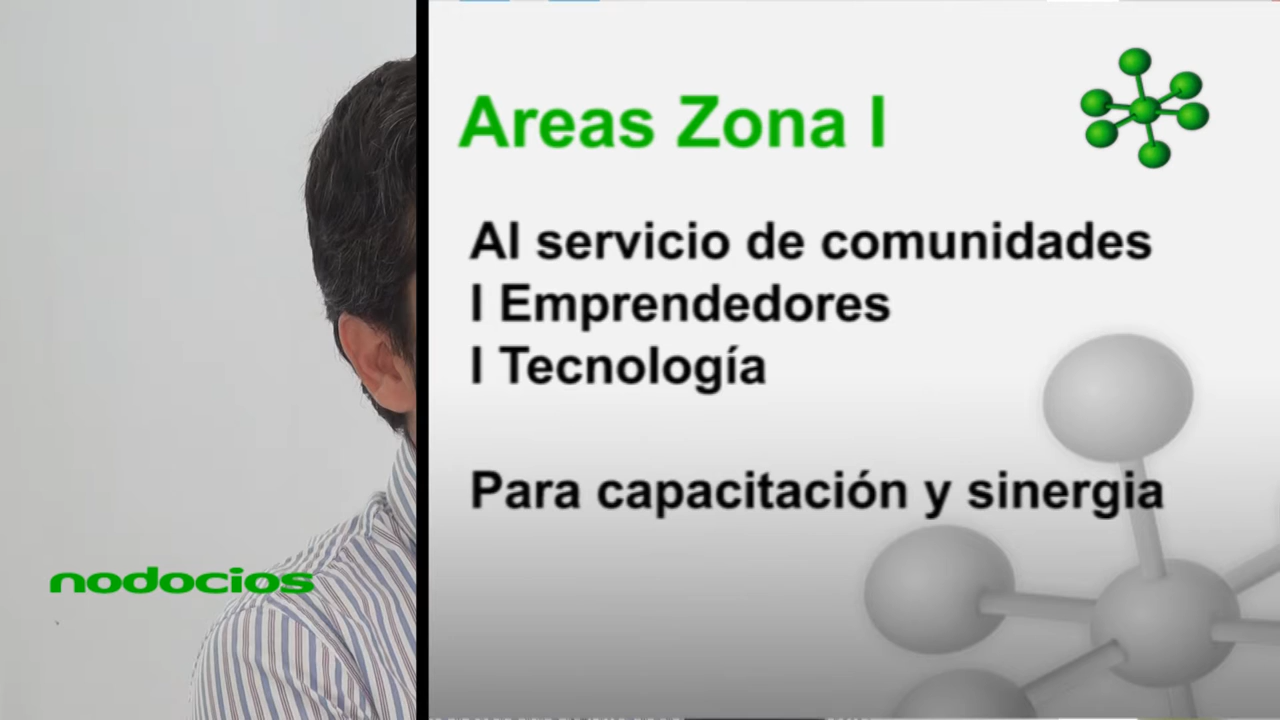 Areas Zona I
Al servicio de comunidades
I Emprendedores
I Tecnología
Para capacitación y sinergia
nodocios